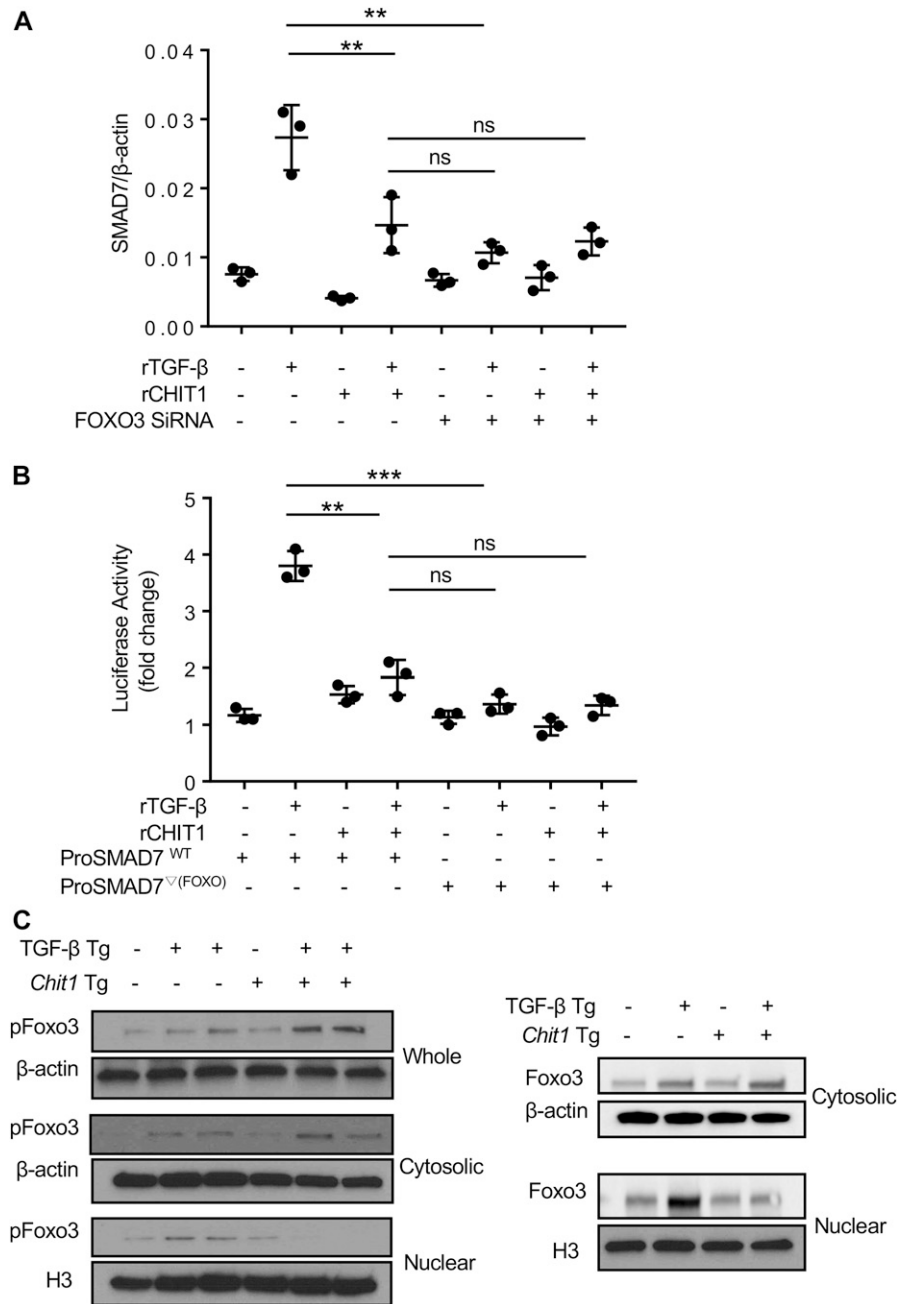 A
**
**
ns
ns
SMAD7/β-actin
0.04
0.03
0.02
0.01
0.00
rTGF-β - + - + - + - +
rCHIT1 - - + + - - + +
FOXO3 SiRNA - - - - + + + +
B
***
**
ns
ns
Luciferase Activity
(fold change)
5
4
3
2
1
0
rTGF-β - + - + - + - +
rCHIT1 - - + + - - + +
ProSMAD7 WT + + + + - - - -
ProSMAD7 ▽(FOXO) - - - - + + + +
C
TGF-β Tg - + + - + +
Chit1 Tg - - - + + +
pFoxo3
β-actin
Whole
pFoxo3
β-actin
Cytosolic
pFoxo3
H3
Nuclear
TGF-β Tg - + - +
Chit1 Tg - - + +
Foxo3
β-actin
Cytosolic
Foxo3
H3
Nuclear